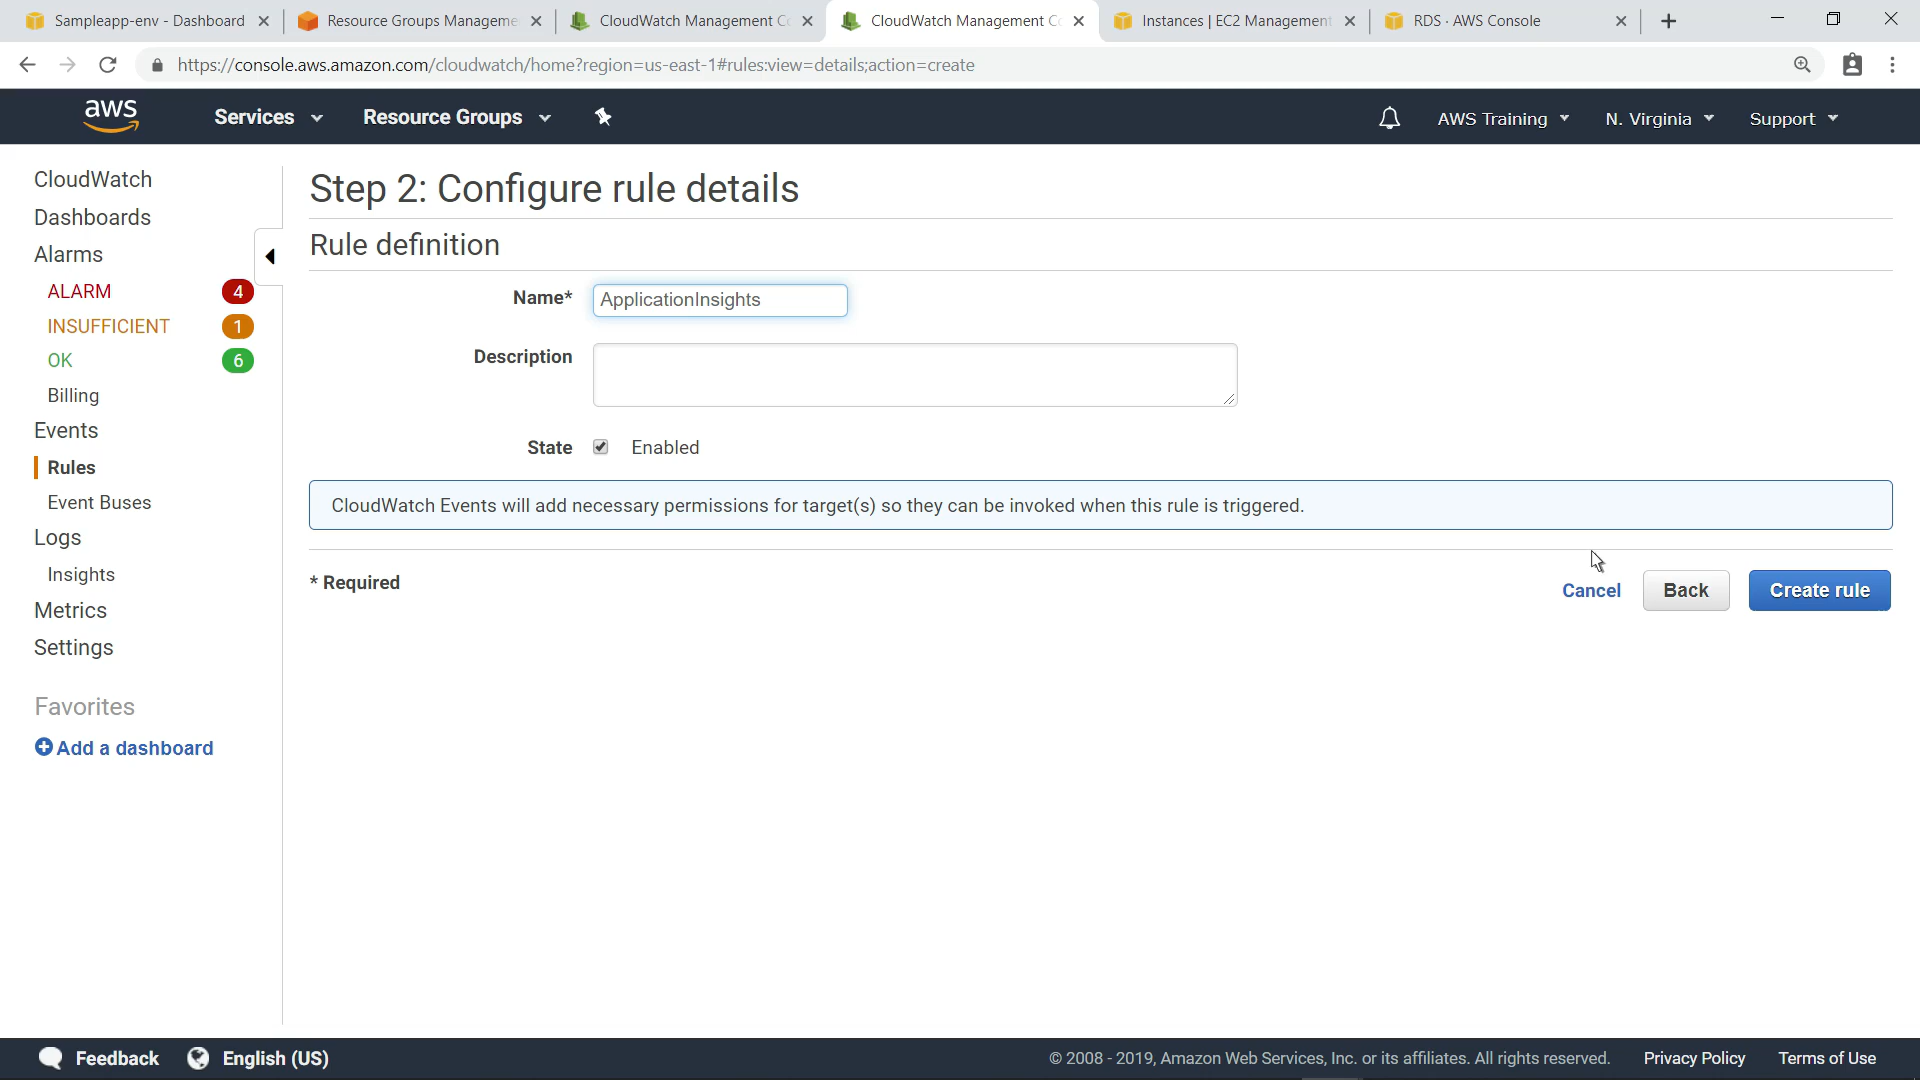 Sampleapp-env - Dashboard
Resource Groups Manageme
CloudWatch Management C
CloudWatch Management C
Instances | EC2 Management
RDS · AWS Console
https://console.aws.amazon.com/cloudwatch/home?region=us-east-1#rules:view=details;action=create
aws
Services
Resource Groups
AWS Training
N. Virginia
Support
CloudWatch
Dashboards
Alarms
ALARM 4
INSUFFICIENT 1
OK 6
Billing
Events
Rules
Event Buses
Logs
Insights
Metrics
Settings
Favorites
Add a dashboard
Step 2: Configure rule details
Rule definition
Name* ApplicationInsights
Description
State Enabled
CloudWatch Events will add necessary permissions for target(s) so they can be invoked when this rule is triggered.
* Required
Cancel Back Create rule
Feedback English (US)
© 2008 - 2019, Amazon Web Services, Inc. or its affiliates. All rights reserved. Privacy Policy Terms of Use